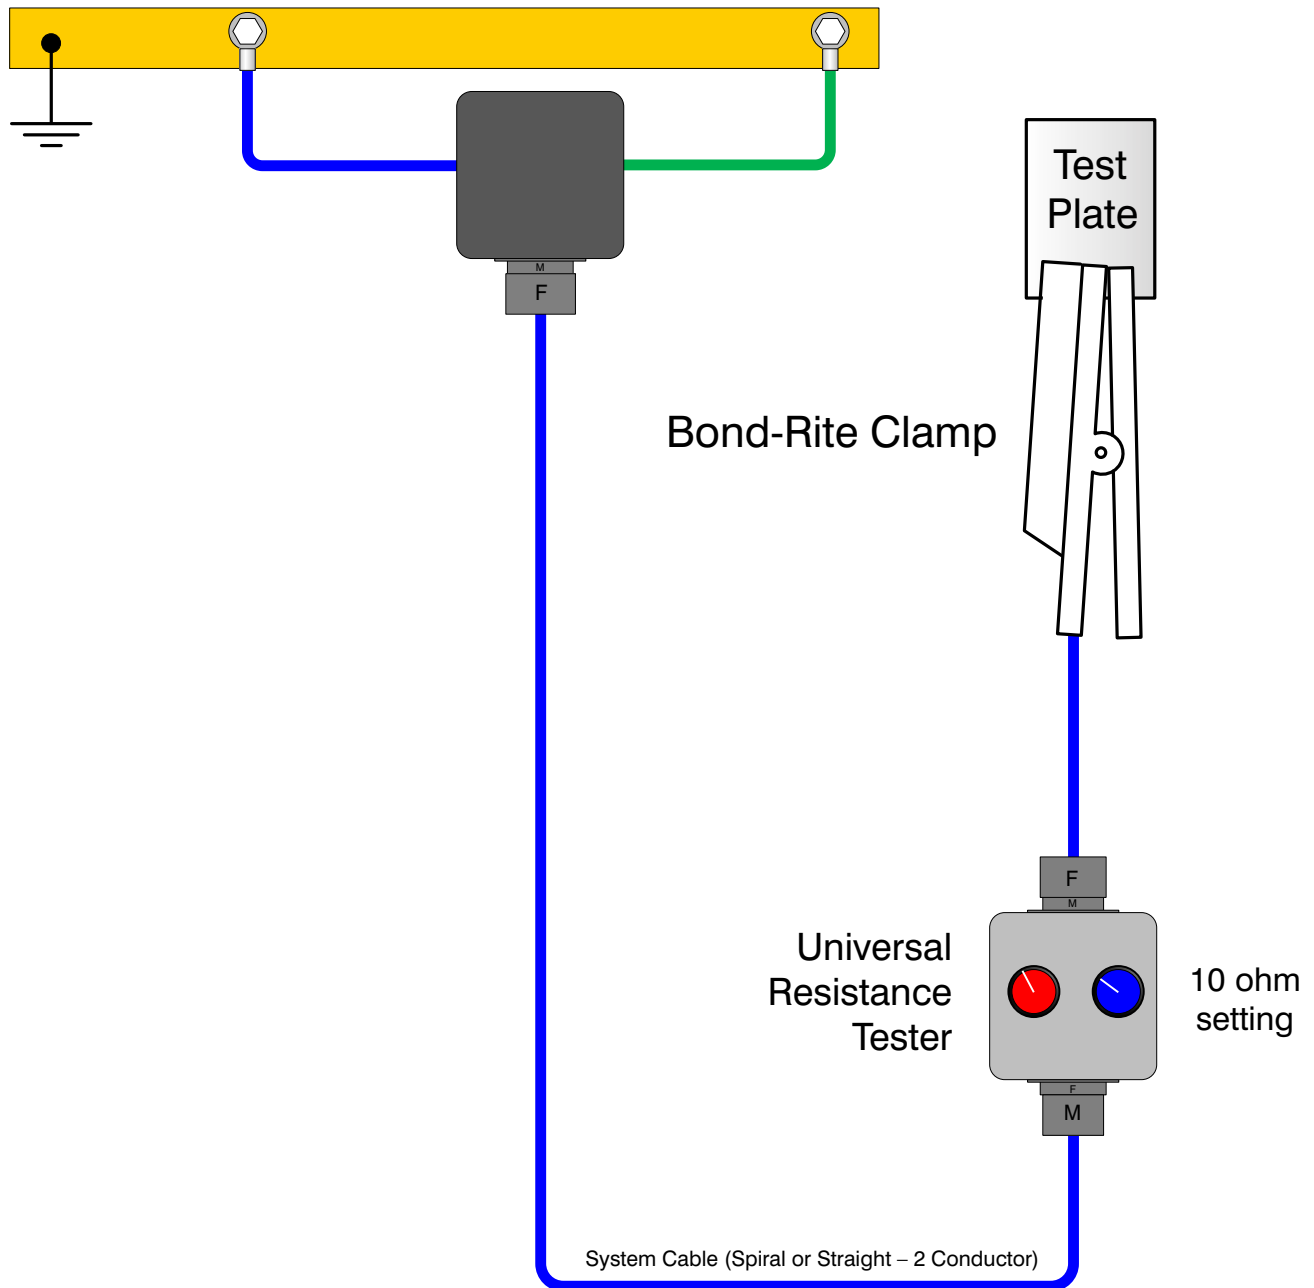 Test
Plate
M
F
Bond-Rite Clamp
F
M
Universal
Resistance
Tester
10 ohm
setting
F
M
System Cable (Spiral or Straight – 2 Conductor)